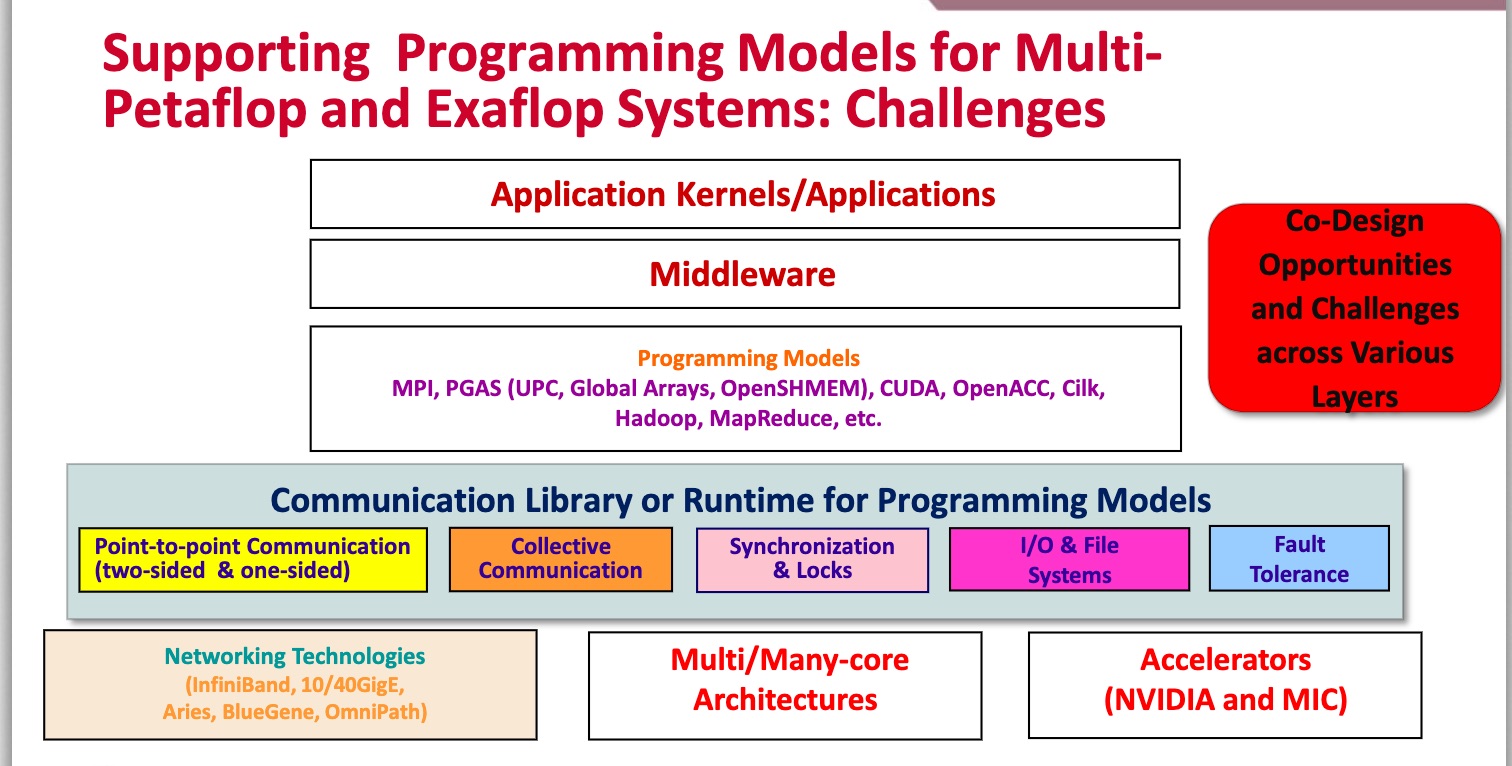 Supporting  Programming Models for Multi-
Petaflop and Exaflop Systems: Challenges
Application Kernels/Applications
Middleware
Programming Models
MPI, PGAS (UPC, Global Arrays, OpenSHMEM), CUDA, OpenACC, Cilk,
Hadoop, MapReduce, etc.
Co-Design
Opportunities
and Challenges
across Various
Layers
Communication Library or Runtime for Programming Models
Point-to-point Communication
(two-sided  & one-sided)
Collective
Communication
Synchronization
& Locks
I/O & File
Systems
Fault
Tolerance
Networking Technologies
(InfiniBand, 10/40GigE,
Aries, BlueGene, OmniPath)
Multi/Many-core
Architectures
Accelerators
(NVIDIA and MIC)